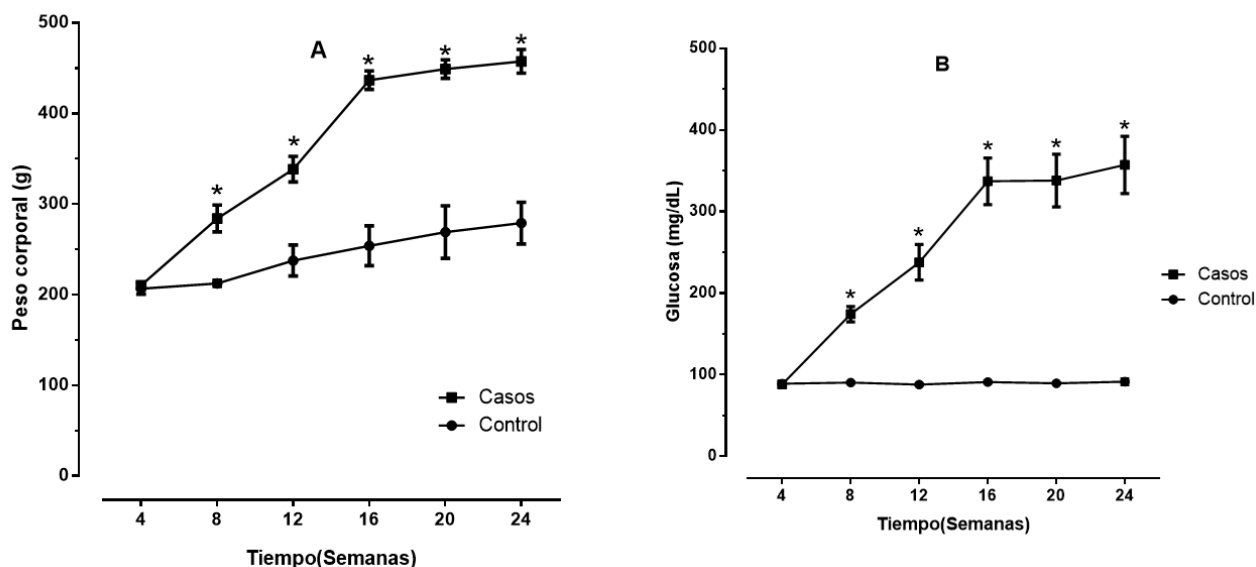 A
*
*
*
*
*
500
400
300
200
100
0
Peso corporal (g)
Casos
Control
4 8 12 16 20 24
Tiempo(Semanas)
B
*
*
*
*
*
500
400
300
200
100
0
Glucosa (mg/dL)
Casos
Control
4 8 12 16 20 24
Tiempo(Semanas)